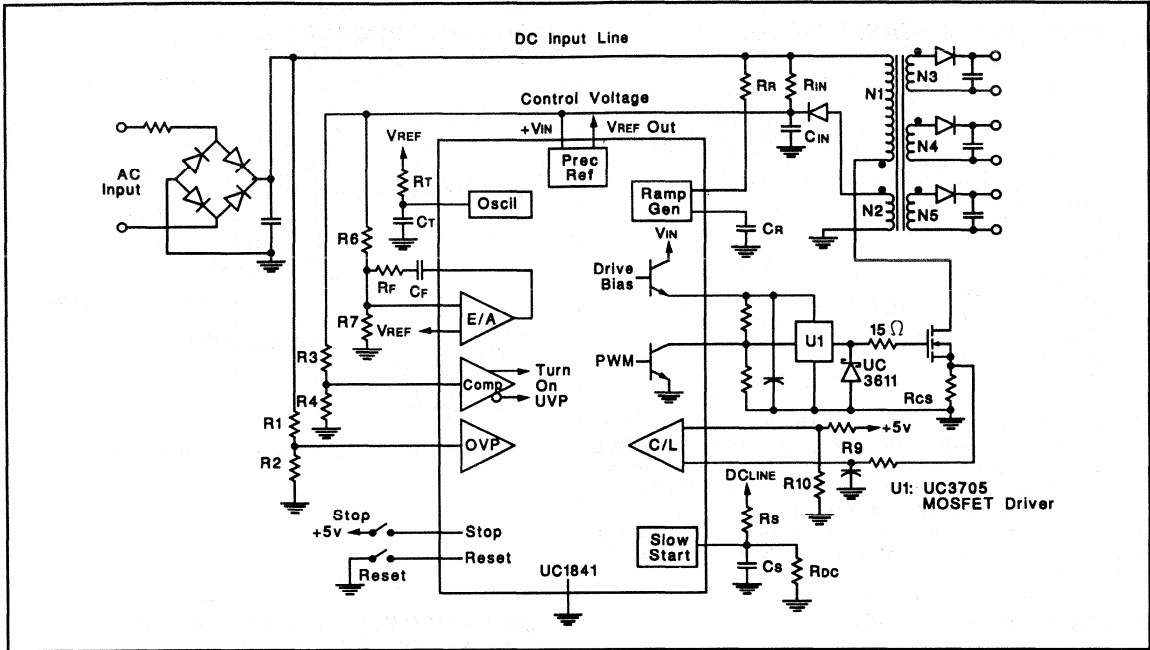 DC Input Line
RR
RIN
N1
N3
Control Voltage
+VIN
VREF Out
CIN
VREF
AC
Input
RT
Prec
Ref
N4
Oscil
Ramp
Gen
CT
CR
N2
N5
R6
VIN
RF
CF
Drive
Bias
R7
VREF
E/A
U1
15 Ω
R3
PWM
UC
3611
Comp
Turn
On
UVP
RCS
R4
R1
OVP
C/L
+5v
R2
R9
DCLINE
R10
U1: UC3705
MOSFET Driver
Stop
+5v
Stop
RS
Slow
Start
Reset
Reset
UC1841
CS
RDC